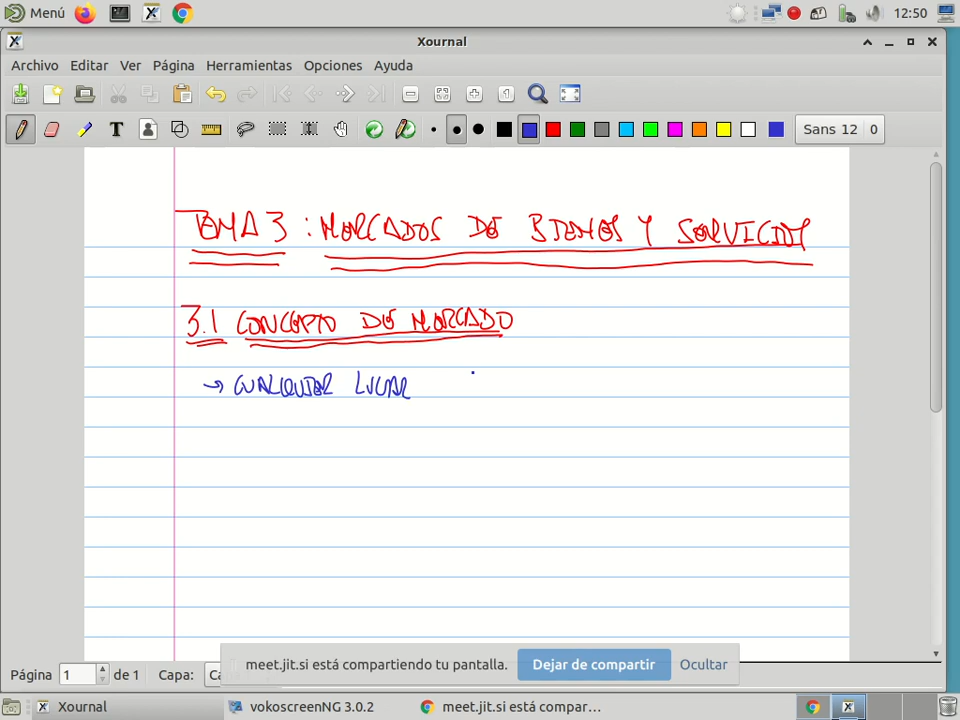 Menú 12:50
Xournal
Archivo Editar Ver Página Herramientas Opciones Ayuda
T Sans 12 0
TEMA 3 : MERCADOS DE BIENES Y SERVICIOS
3.1 CONCEPTO DE MERCADO
→ CUALQUIER LUGAR
meet.jit.si está compartiendo tu pantalla. Dejar de compartir Ocultar
Página 1 de 1 Capa: Ca
Xournal vokoscreenNG 3.0.2 meet.jit.si está compar...